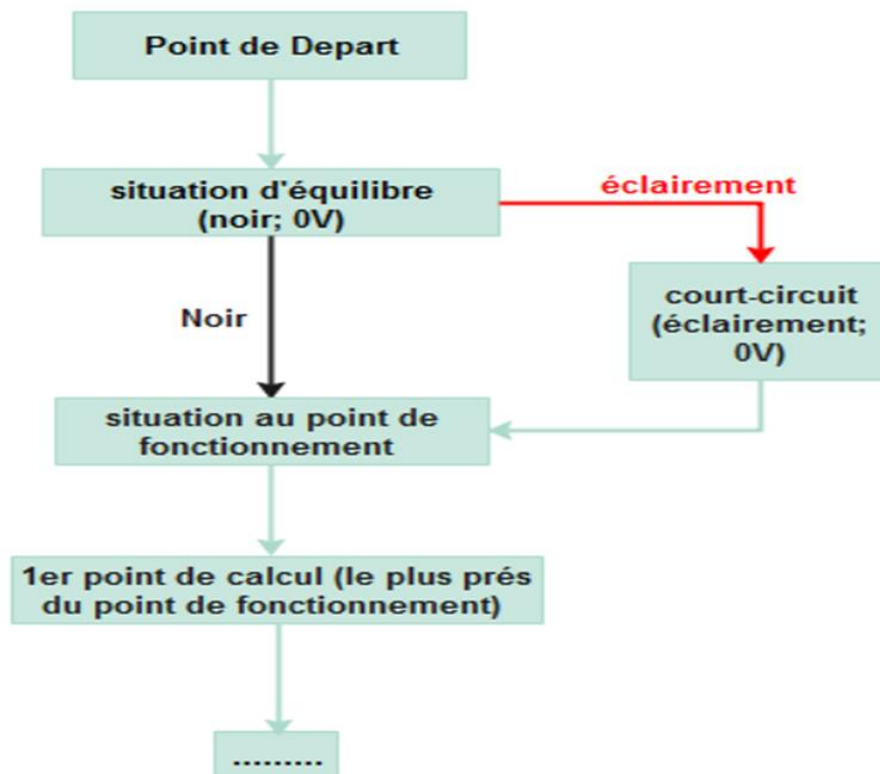 Point de Depart
situation d'équilibre
(noir; 0V)
éclairement
court-circuit
(éclairement;
0V)
Noir
situation au point de
fonctionnement
1er point de calcul (le plus prés
du point de fonctionnement)
.........